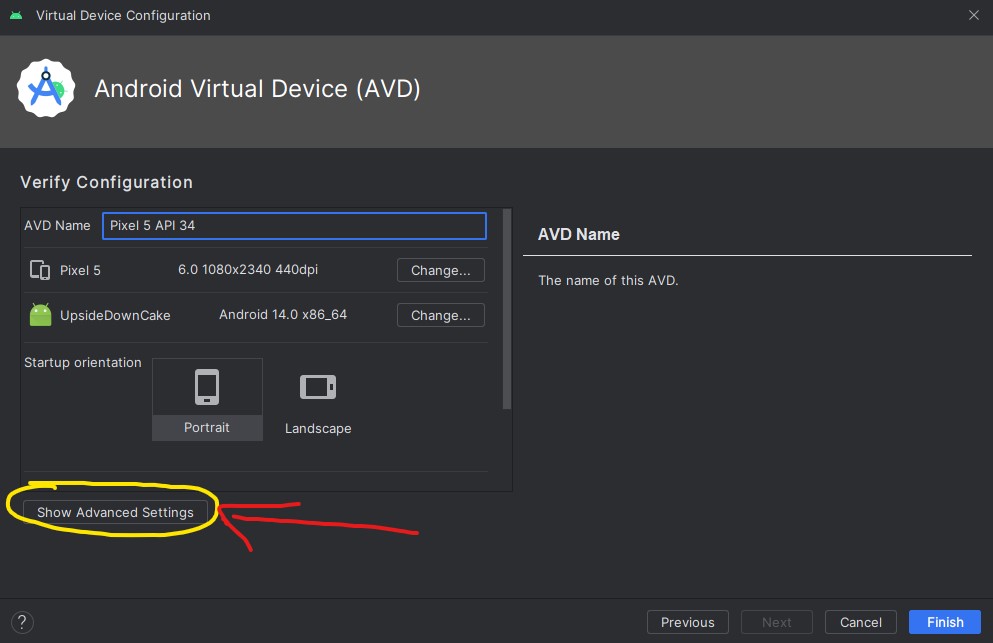 Virtual Device Configuration
Android Virtual Device (AVD)
Verify Configuration
AVD Name Pixel 5 API 34
Pixel 5 6.0 1080x2340 440dpi Change...
UpsideDownCake Android 14.0 x86_64 Change...
Startup orientation
Portrait
Landscape
Show Advanced Settings
AVD Name
The name of this AVD.
?
Previous Next Cancel Finish